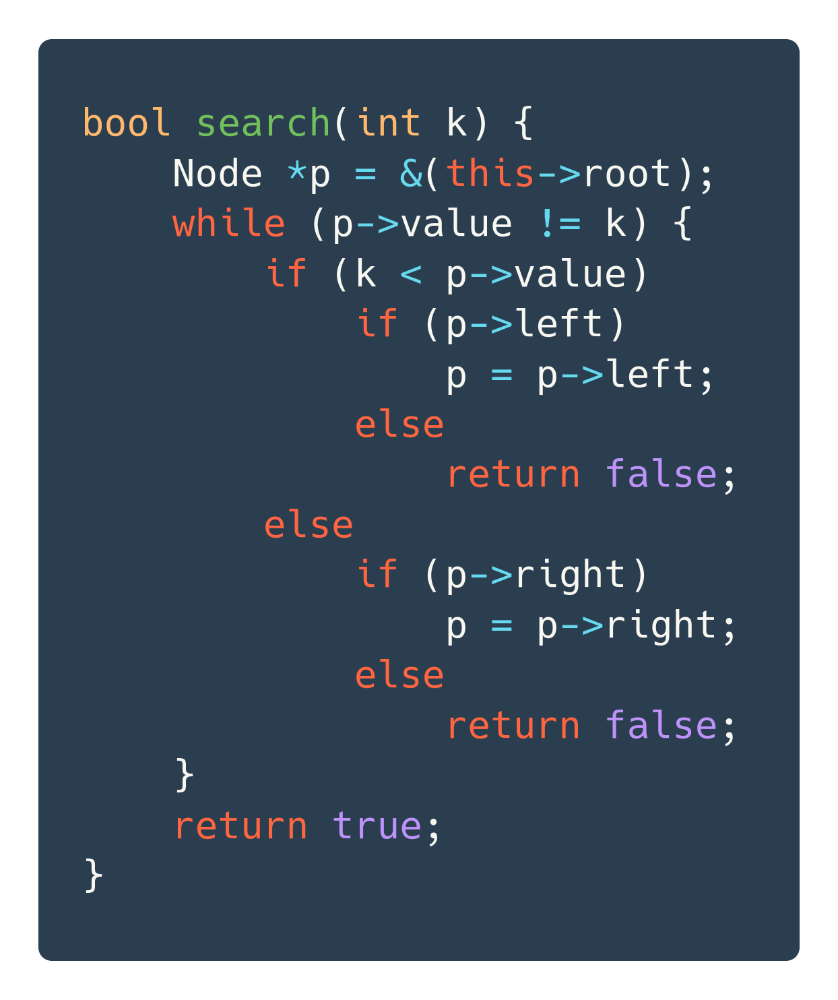 bool search(int k) {
    Node *p = &(this->root);
    while (p->value != k) {
        if (k < p->value)
            if (p->left)
                p = p->left;
            else
                return false;
        else
            if (p->right)
                p = p->right;
            else
                return false;
    }
    return true;
}